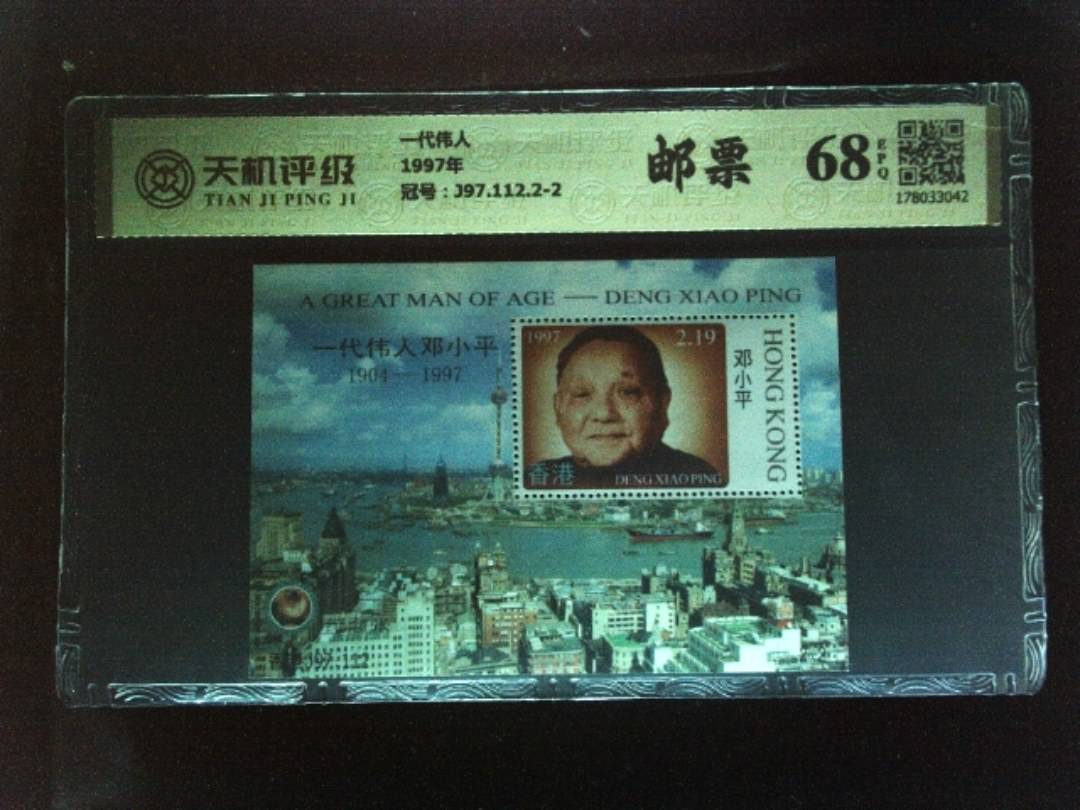 天机评级
TIAN JI PING JI
一代伟人
1997年
冠号：J97.112.2-2
邮票
68
EPQ
178033042
A GREAT MAN OF AGE — DENG XIAO PING
一代伟人邓小平
1904—1997
1997
2.19
邓小平
HONG KONG
香港
DENG XIAO PING
J97.112